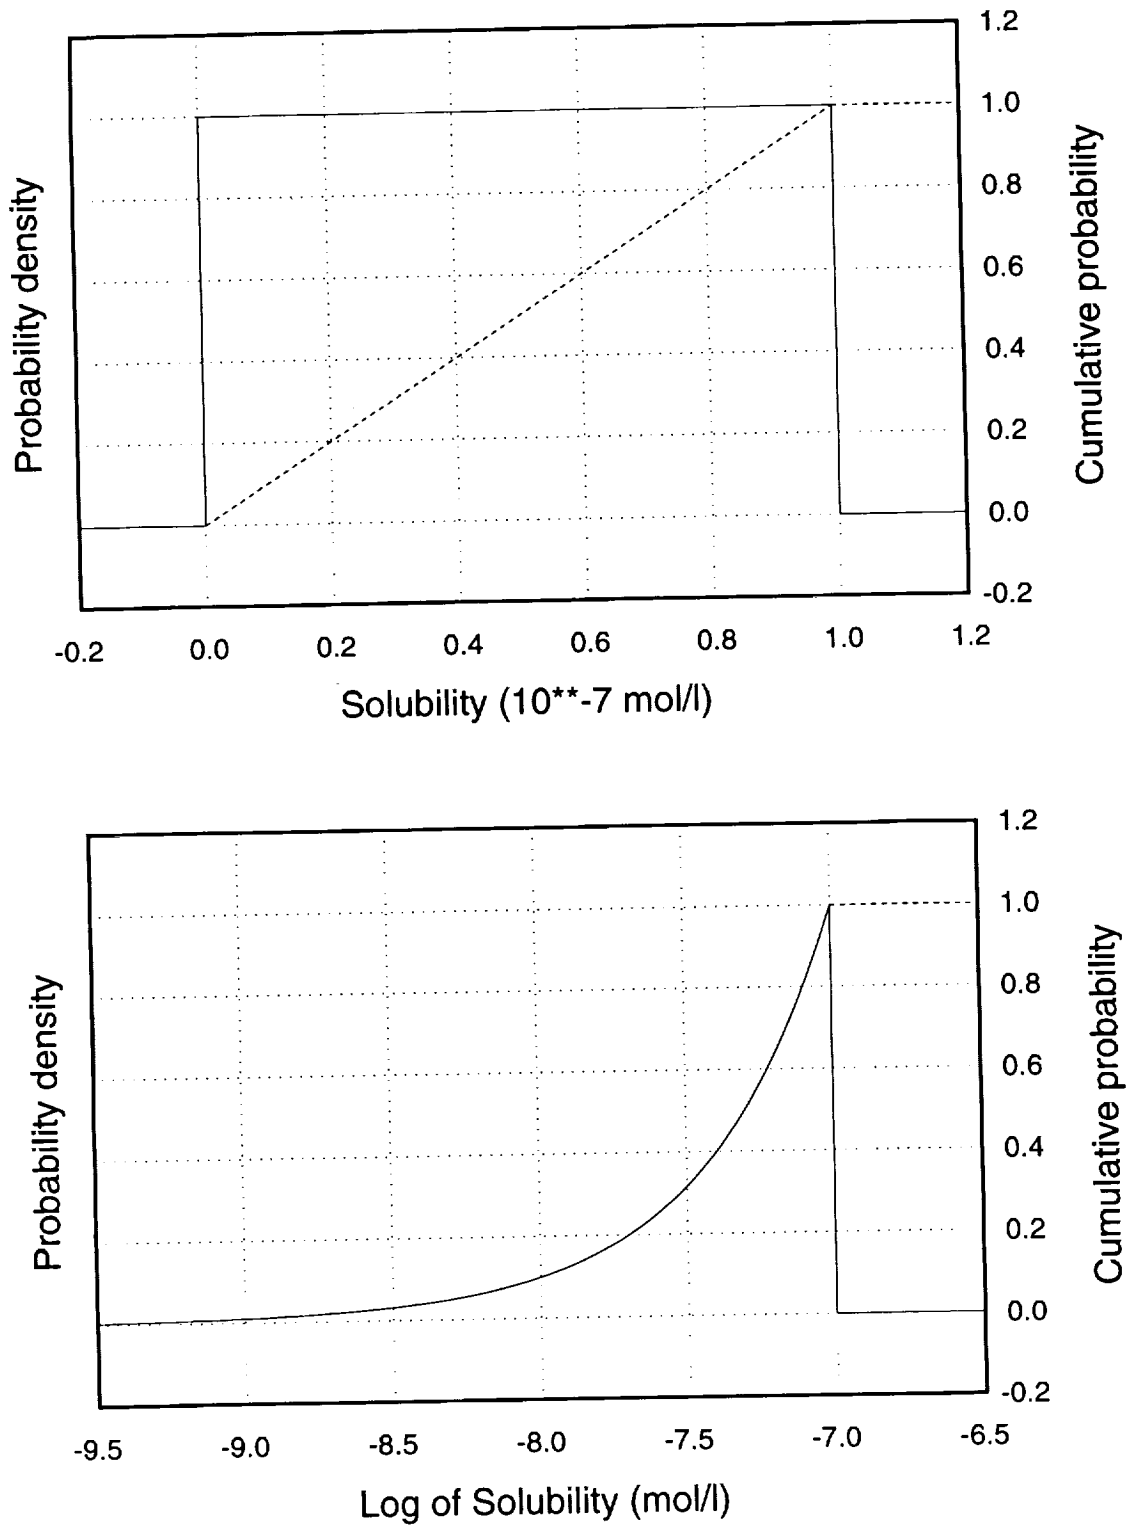 1.2
1.0
0.8
0.6
0.4
0.2
0.0
-0.2
Probability density
Cumulative probability
-0.2 0.0 0.2 0.4 0.6 0.8 1.0 1.2
Solubility (10**-7 mol/l)
1.2
1.0
0.8
0.6
0.4
0.2
0.0
-0.2
Probability density
Cumulative probability
-9.5 -9.0 -8.5 -8.0 -7.5 -7.0 -6.5
Log of Solubility (mol/l)